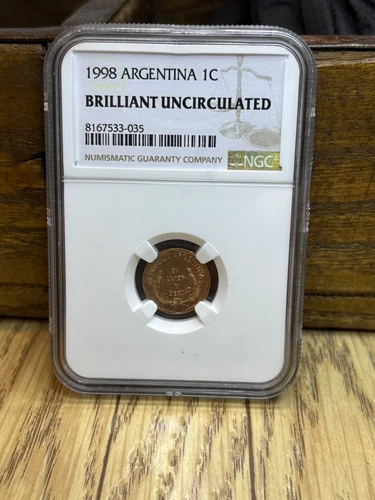 1998 ARGENTINA 1C
BRILLIANT UNCIRCULATED
8167533-035
NUMISMATIC GUARANTY COMPANY
NGC